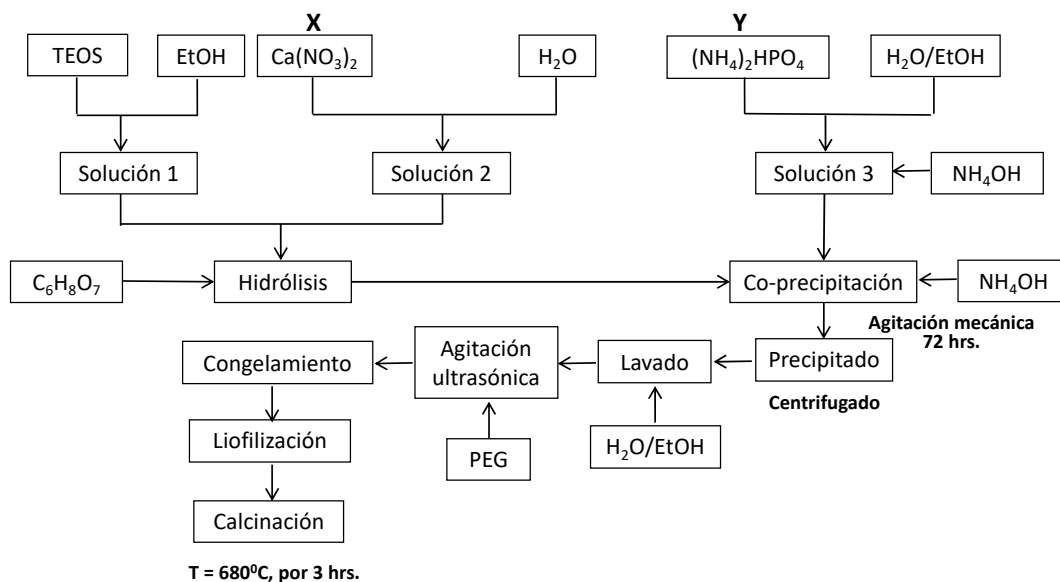 X
Y
TEOS
EtOH
Ca(NO₃)₂
H₂O
(NH₄)₂HPO₄
H₂O/EtOH
Solución 1
Solución 2
Solución 3
NH₄OH
C₆H₈O₇
Hidrólisis
Co-precipitación
NH₄OH
Agitación mecánica
72 hrs.
Congelamiento
Agitación
ultrasónica
Lavado
Precipitado
Centrifugado
Liofilización
PEG
H₂O/EtOH
Calcinación
T = 680⁰C, por 3 hrs.